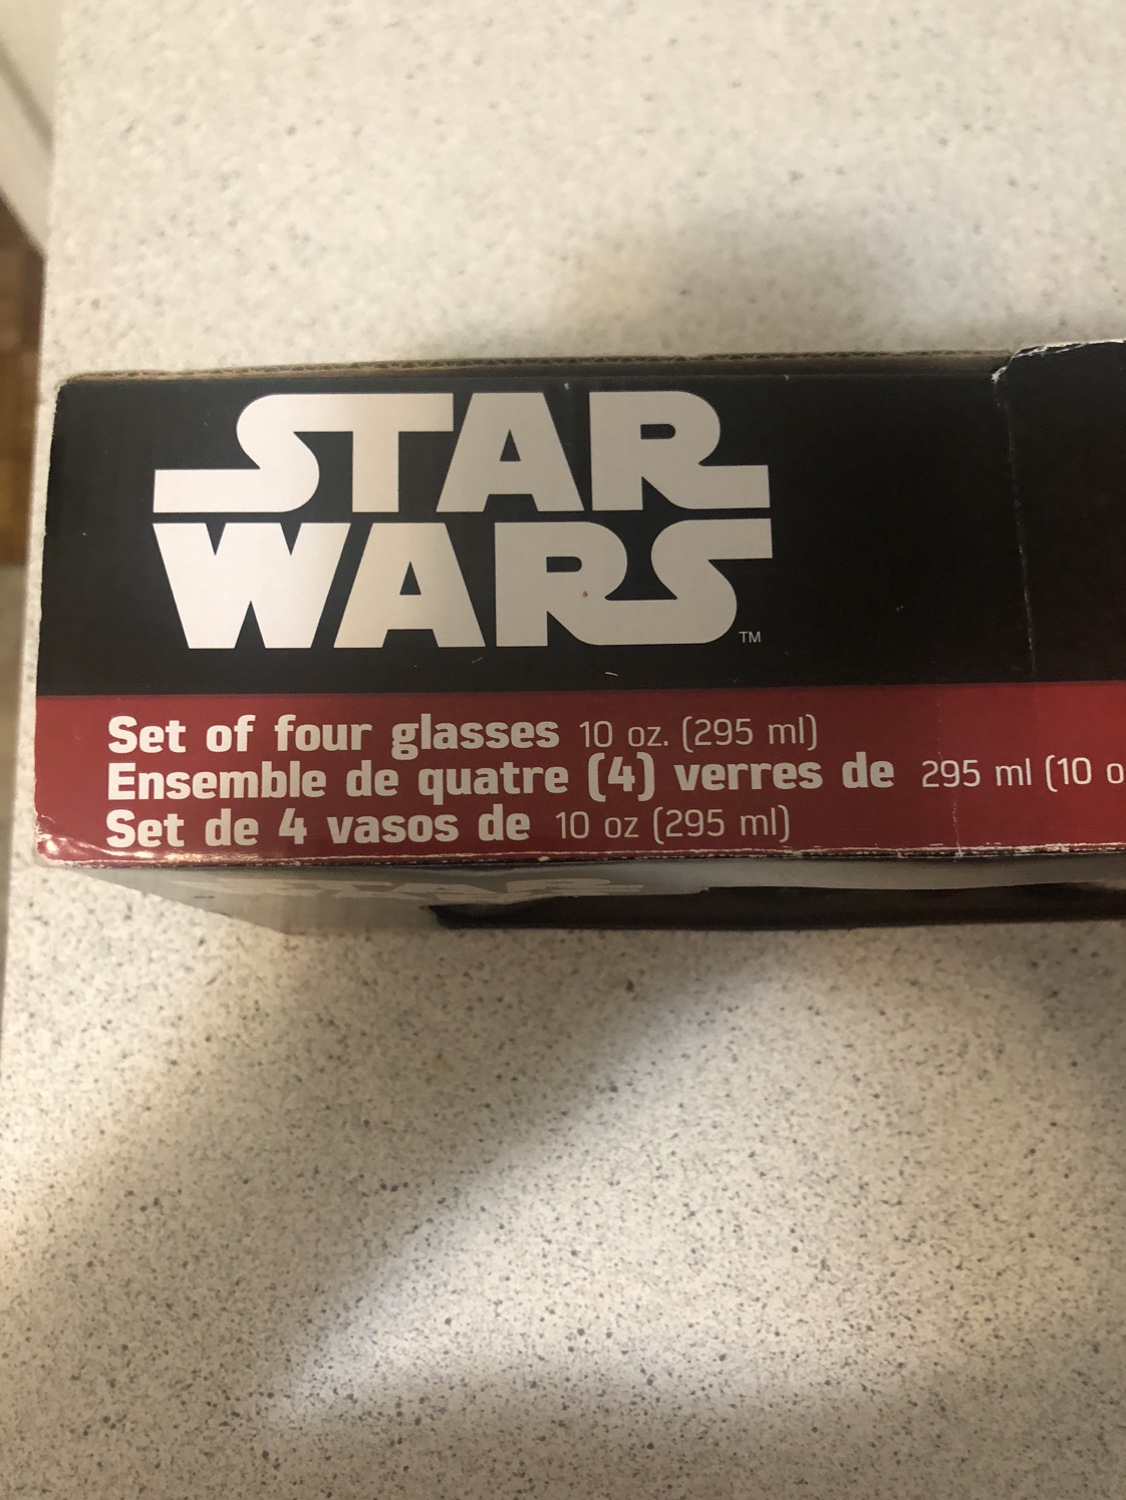 STAR
WARS
TM
Set of four glasses 10 oz. (295 ml)
Ensemble de quatre (4) verres de 295 ml (10 o
Set de 4 vasos de 10 oz (295 ml)
STAR